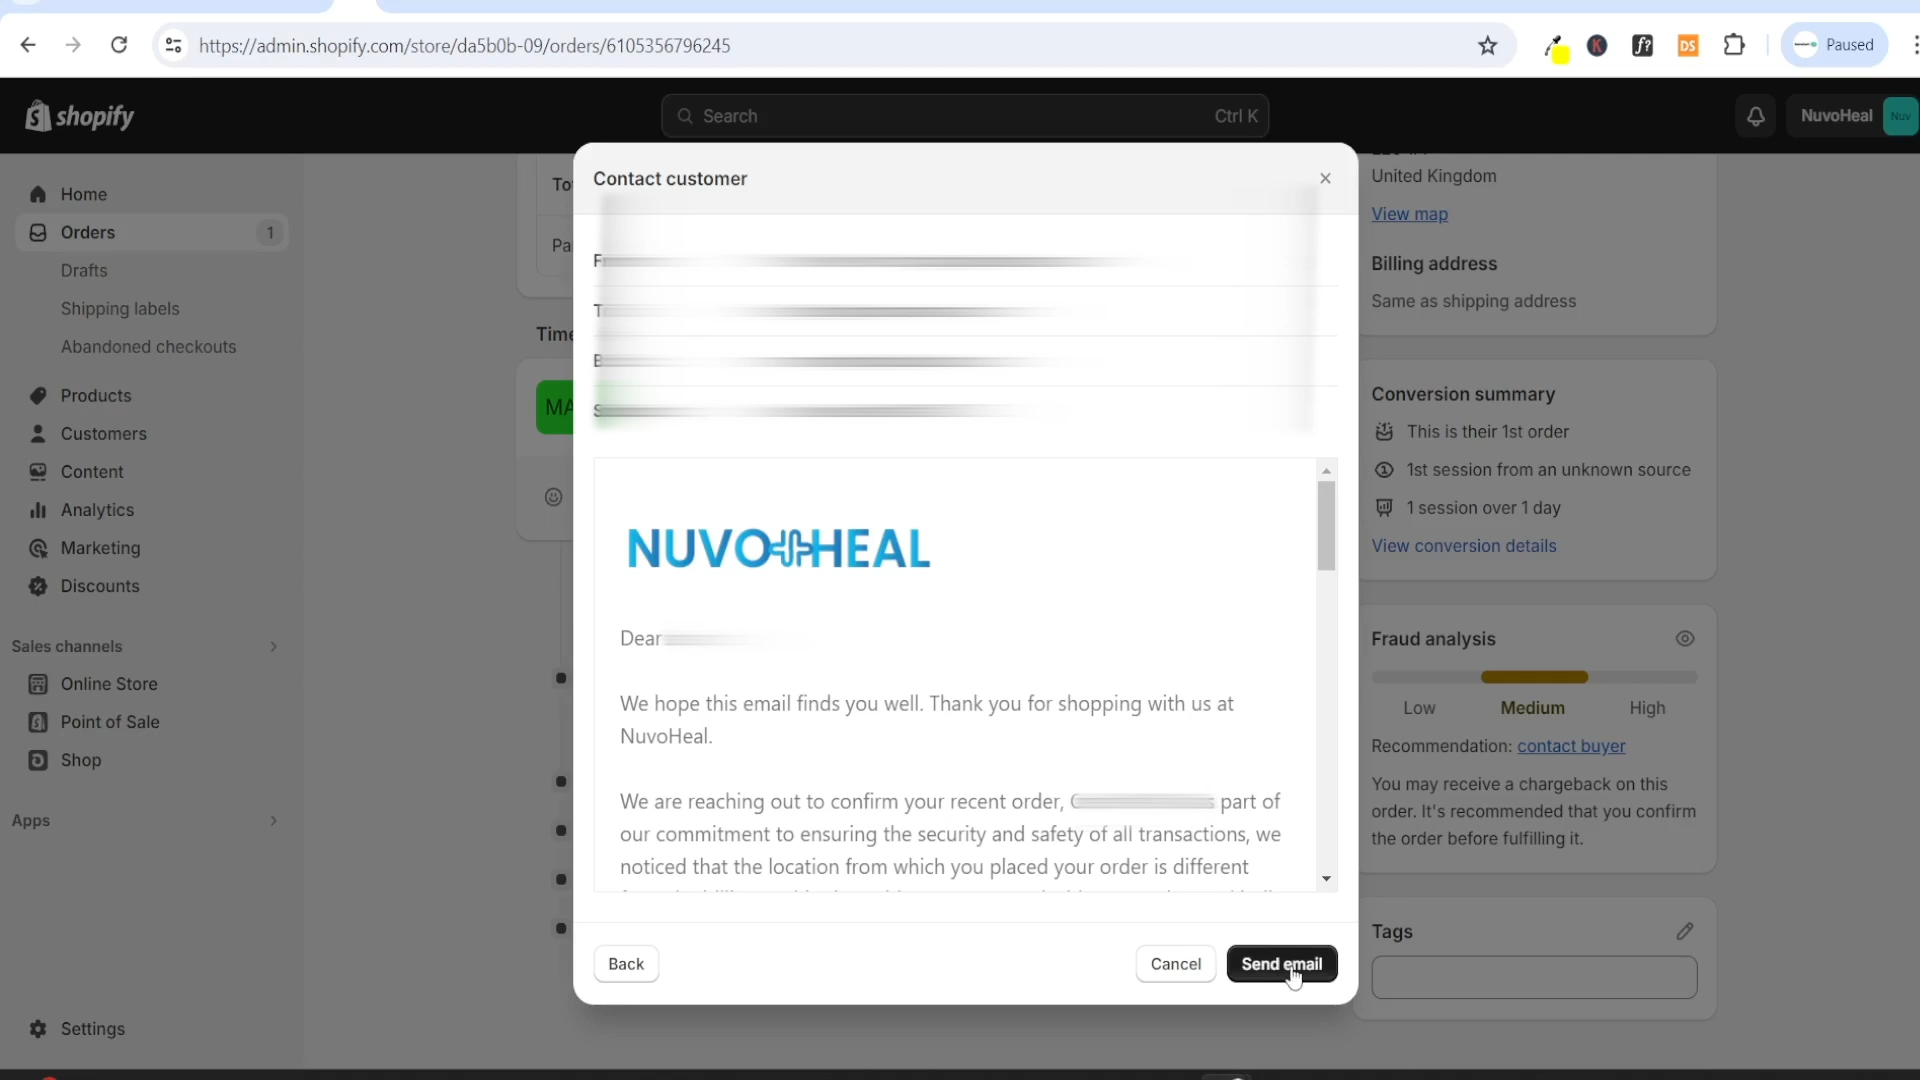 https://admin.shopify.com/store/da5b0b-09/orders/6105356796245
Paused
shopify
Search
Ctrl K
NuvoHeal
Nuv
Home
Orders
1
Drafts
Shipping labels
Abandoned checkouts
Products
Customers
Content
Analytics
Marketing
Discounts
Sales channels
Online Store
Point of Sale
Shop
Apps
Settings
Contact customer
NUVOHEAL
Dear
We hope this email finds you well. Thank you for shopping with us at
NuvoHeal.
We are reaching out to confirm your recent order, part of
our commitment to ensuring the security and safety of all transactions, we
noticed that the location from which you placed your order is different
Back
Cancel
Send email
United Kingdom
View map
Billing address
Same as shipping address
Conversion summary
This is their 1st order
1st session from an unknown source
1 session over 1 day
View conversion details
Fraud analysis
Low
Medium
High
Recommendation: contact buyer
You may receive a chargeback on this
order. It's recommended that you confirm
the order before fulfilling it.
Tags